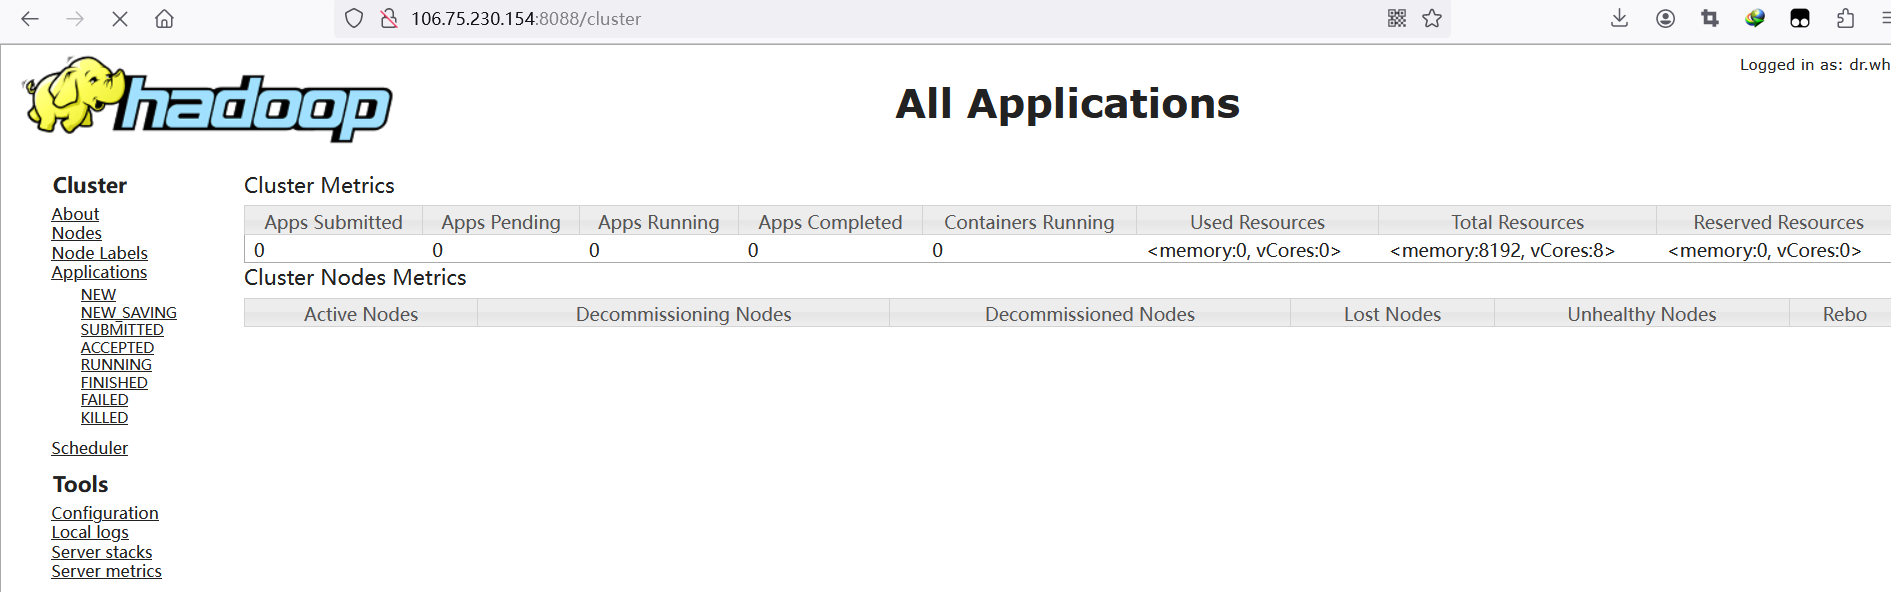 106.75.230.154:8088/cluster
Logged in as: dr.wh
hadoop
All Applications
Cluster
About
Nodes
Node Labels
Applications
NEW
NEW_SAVING
SUBMITTED
ACCEPTED
RUNNING
FINISHED
FAILED
KILLED
Scheduler
Tools
Configuration
Local logs
Server stacks
Server metrics
Cluster Metrics
Apps Submitted Apps Pending Apps Running Apps Completed Containers Running Used Resources Total Resources Reserved Resources
0 0 0 0 0 <memory:0, vCores:0> <memory:8192, vCores:8> <memory:0, vCores:0>
Cluster Nodes Metrics
Active Nodes Decommissioning Nodes Decommissioned Nodes Lost Nodes Unhealthy Nodes Rebo